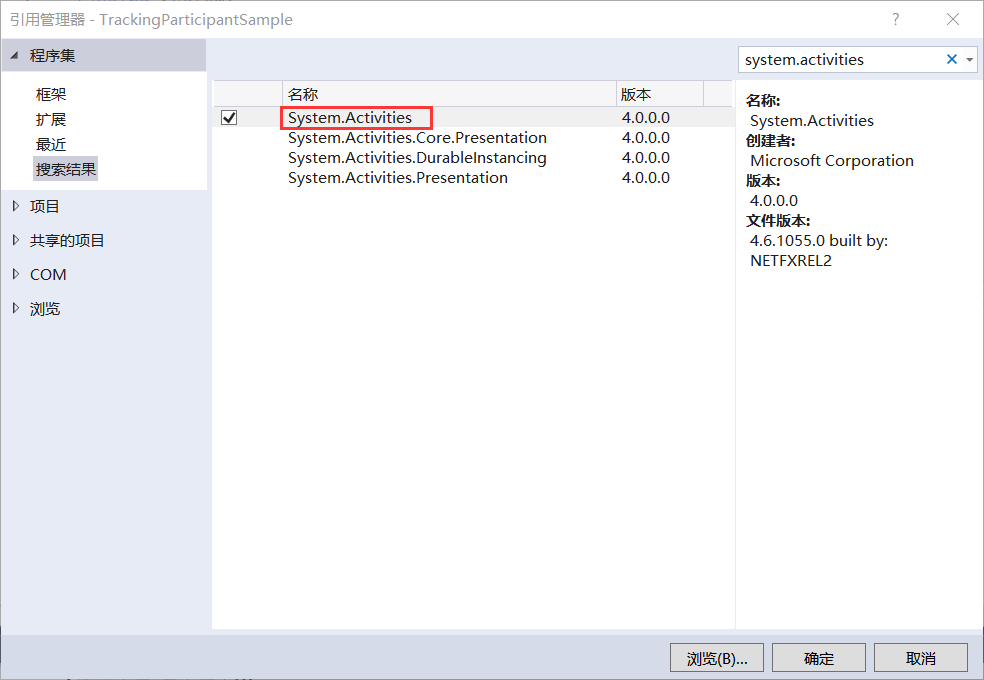 引用管理器 - TrackingParticipantSample
?
程序集
system.activities
框架
扩展
最近
搜索结果
项目
共享的项目
COM
浏览
名称 版本
System.Activities 4.0.0.0
System.Activities.Core.Presentation 4.0.0.0
System.Activities.DurableInstancing 4.0.0.0
System.Activities.Presentation 4.0.0.0
名称:
System.Activities
创建者:
Microsoft Corporation
版本:
4.0.0.0
文件版本:
4.6.1055.0 built by:
NETFXREL2
浏览(B)... 确定 取消